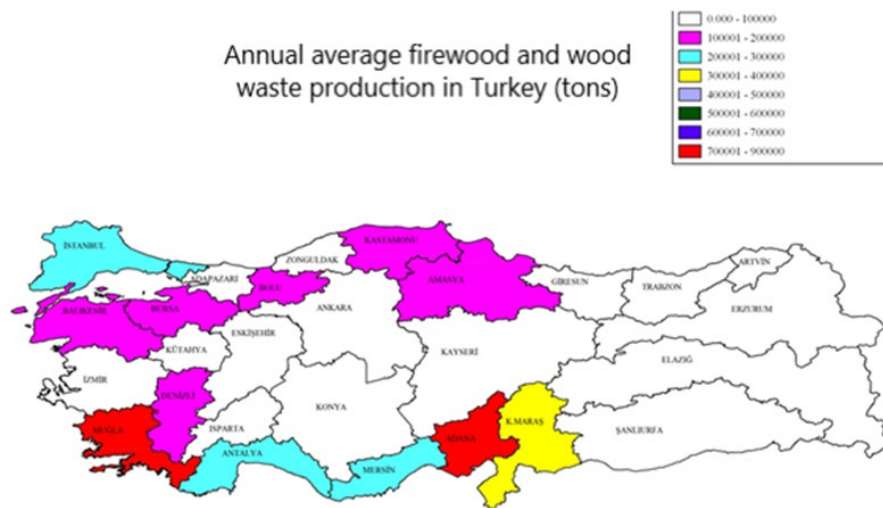 0.000 - 100000
100001 - 200000
200001 - 300000
300001 - 400000
400001 - 500000
500001 - 600000
600001 - 700000
700001 - 900000
Annual average firewood and wood
waste production in Turkey (tons)
İSTANBUL
KASTAMONU
ZONGULDAK
ADAPAZARI
ARTVİN
BOLU
AMASYA
GİRESUN
TRABZON
BALIKESİR
BURSA
ANKARA
ERZURUM
ESKİŞEHİR
KÜTAHYA
KAYSERİ
ELAZIĞ
İZMİR
DENİZLİ
KONYA
MUĞLA
ISPARTA
ADANA
K.MARAŞ
ŞANLIURFA
ANTALYA
MERSİN